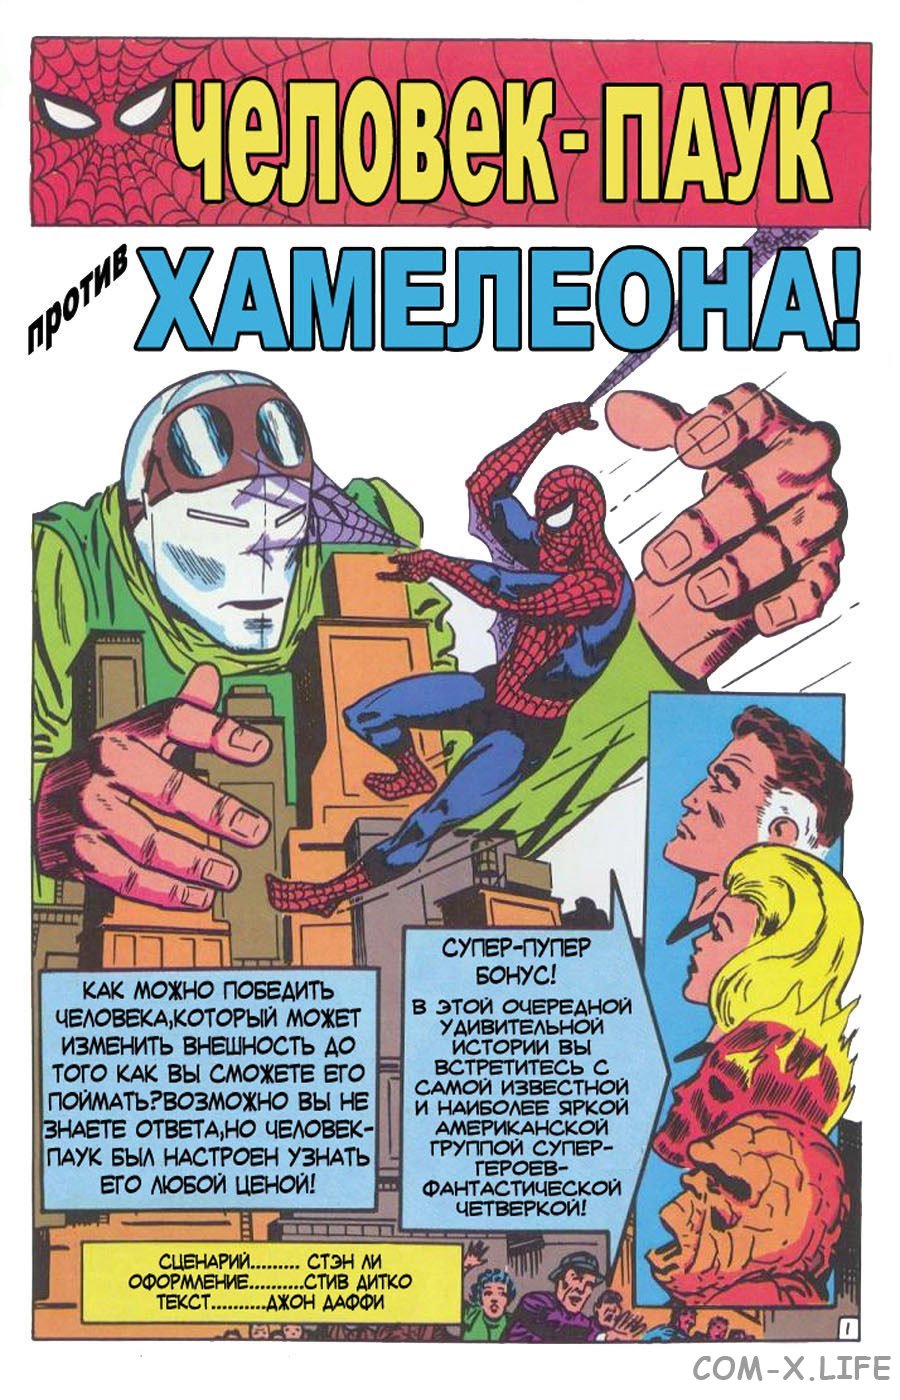 ЧЕЛОВЕК-ПАУК
ПРОТИВ
ХАМЕЛЕОНА!
КАК МОЖНО ПОБЕДИТЬ
ЧЕЛОВЕКА,КОТОРЫЙ МОЖЕТ
ИЗМЕНИТЬ ВНЕШНОСТЬ ДО
ТОГО КАК ВЫ СМОЖЕТЕ ЕГО
ПОЙМАТЬ?ВОЗМОЖНО ВЫ НЕ
ЗНАЕТЕ ОТВЕТА,НО ЧЕЛОВЕК-
ПАУК БЫЛ НАСТРОЕН УЗНАТЬ
ЕГО ЛЮБОЙ ЦЕНОЙ!
СУПЕР-ПУПЕР
БОНУС!
В ЭТОЙ ОЧЕРЕДНОЙ
УДИВИТЕЛЬНОЙ
ИСТОРИИ ВЫ
ВСТРЕТИТЕСЬ С
САМОЙ ИЗВЕСТНОЙ
И НАИБОЛЕЕ ЯРКОЙ
АМЕРИКАНСКОЙ
ГРУППОЙ СУПЕР-
ГЕРОЕВ-
ФАНТАСТИЧЕСКОЙ
ЧЕТВЕРКОЙ!
СЦЕНАРИЙ......... СТЭН ЛИ
ОФОРМЛЕНИЕ..........СТИВ ДИТКО
ТЕКСТ..........ДЖОН ДАФФИ
1
COM-X.LIFE